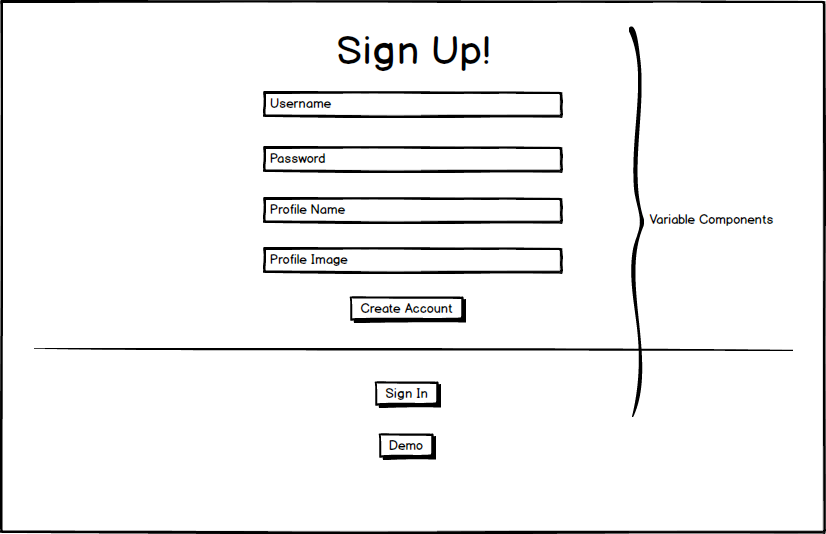 Sign Up!
Username
Password
Profile Name
Variable Components
Profile Image
Create Account
Sign In
Demo